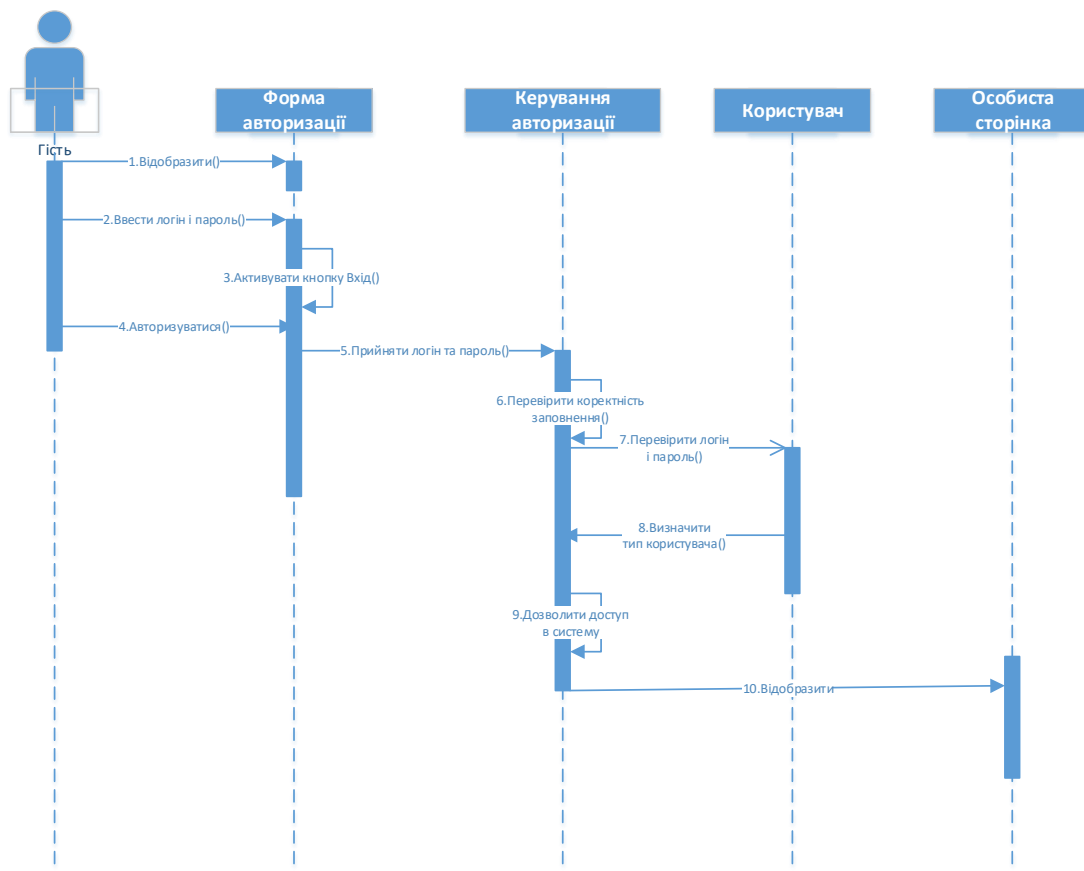 Форма
авторизації
Керування
авторизації
Користувач
Особиста
сторінка
Гість
1.Відобразити()
2.Ввести логін і пароль()
3.Активувати кнопку Вхід()
4.Авторизуватися()
5.Прийняти логін та пароль()
6.Перевірити коректність
заповнення()
7.Перевірити логін
і пароль()
8.Визначити
тип користувача()
9.Дозволити доступ
в систему
10.Відобразити